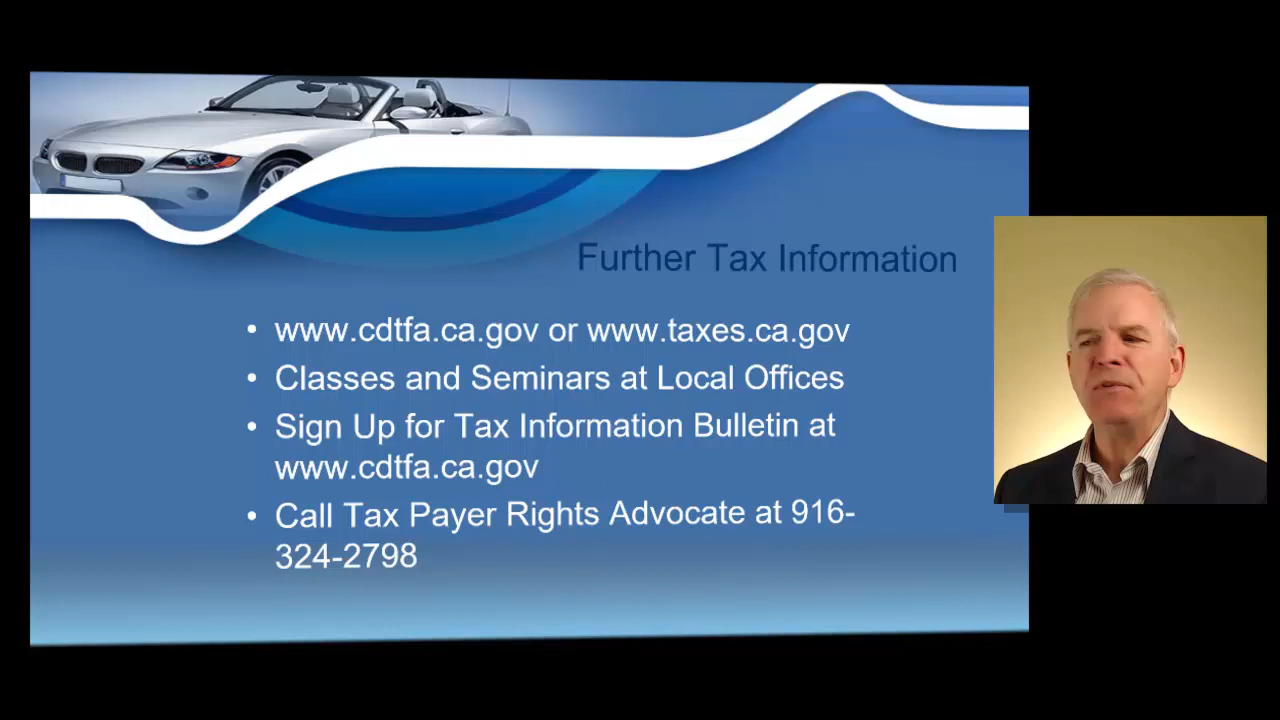 Further Tax Information
• www.cdtfa.ca.gov or www.taxes.ca.gov
• Classes and Seminars at Local Offices
• Sign Up for Tax Information Bulletin at
www.cdtfa.ca.gov
• Call Tax Payer Rights Advocate at 916-
324-2798